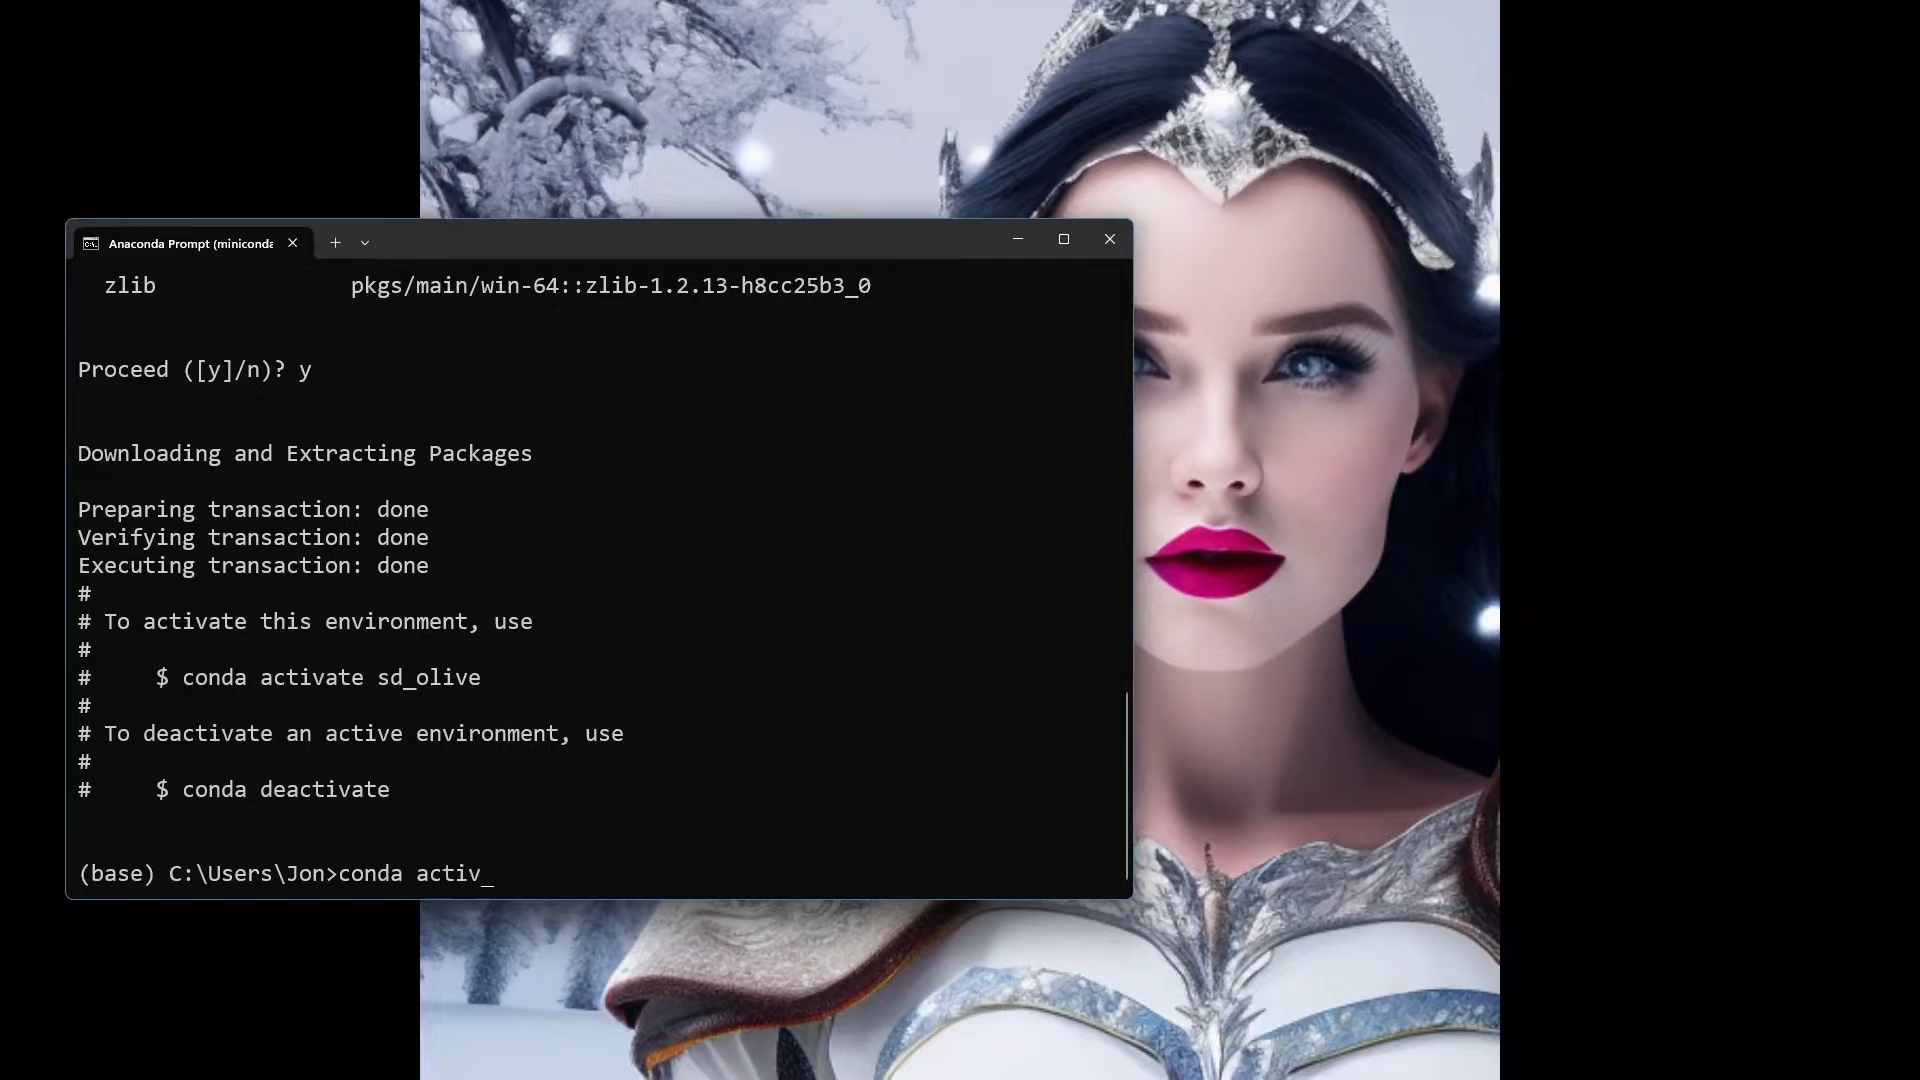 Anaconda Prompt (miniconda
zlib pkgs/main/win-64::zlib-1.2.13-h8cc25b3_0
Proceed ([y]/n)? y
Downloading and Extracting Packages
Preparing transaction: done
Verifying transaction: done
Executing transaction: done
#
# To activate this environment, use
#
# $ conda activate sd_olive
#
# To deactivate an active environment, use
#
# $ conda deactivate
(base) C:\Users\Jon>conda activ_